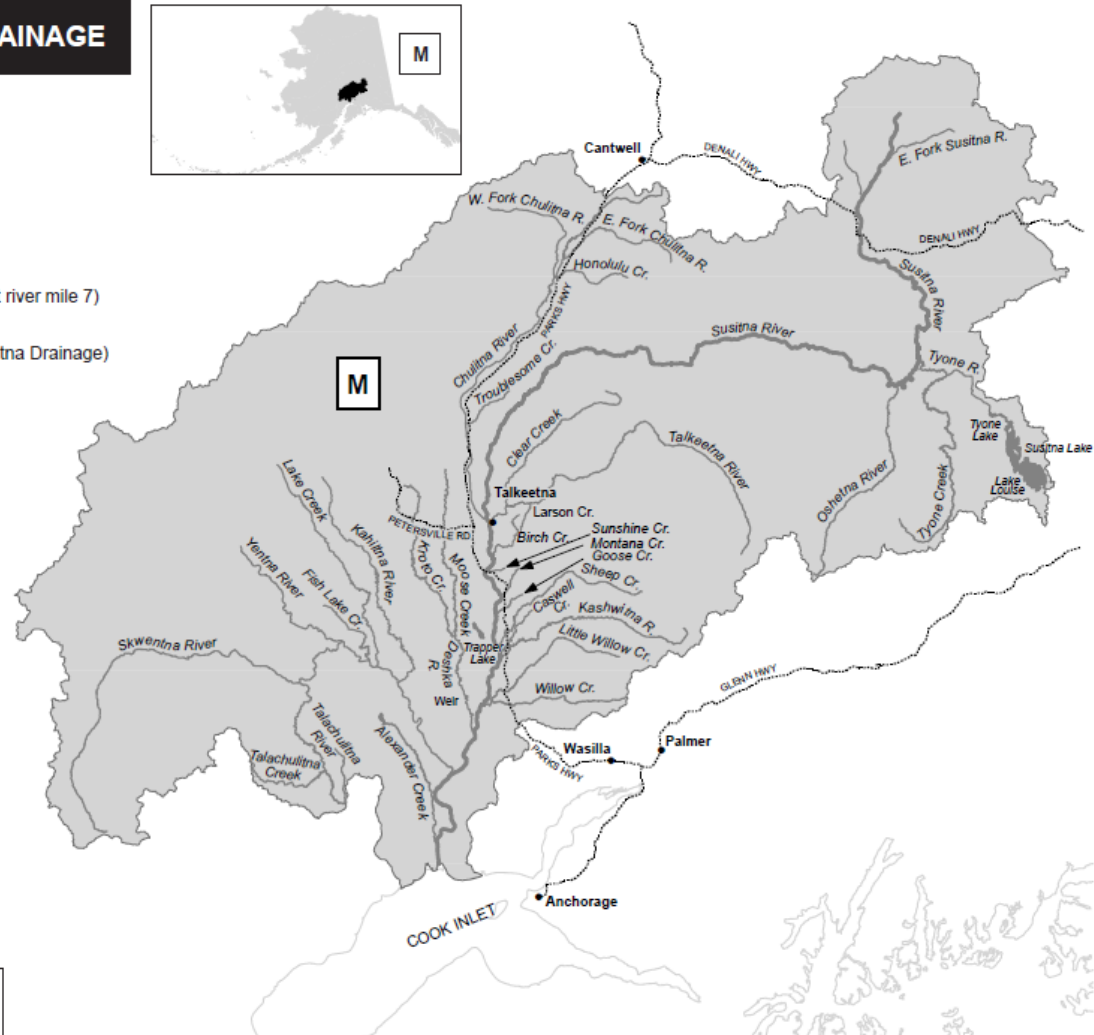 AINAGE
M
Cantwell
DENALI HWY
E. Fork Susitna R.
W. Fork Chulitna R.
E. Fork Chulitna R.
DENALI HWY
Honolulu Cr.
Susitna River
river mile 7)
PARKS HWY
Susitna River
tna Drainage)
Chulitna River
Troublesome Cr.
Tyone R.
M
Clear Creek
Talkeetna River
Tyone
Lake
Susitna Lake
Lake
Louise
Oshetna River
Tyone Creek
Lake Creek
Talkeetna
Larson Cr.
PETERSVILLE RD
Birch Cr.
Sunshine Cr.
Montana Cr.
Goose Cr.
Kahiltna River
Yentna River
Fish Lake Cr.
Kroto Cr.
Moose Creek
Sheep Cr.
Caswell
Cr.
Kashwitna R.
Little Willow Cr.
Trapper
Lake
Skwentna River
Deshka
R.
Weir
Willow Cr.
GLENN HWY
Talachulitna
River
Talachulitna
Creek
Alexander Creek
Wasilla
Palmer
PARKS HWY
Anchorage
COOK INLET